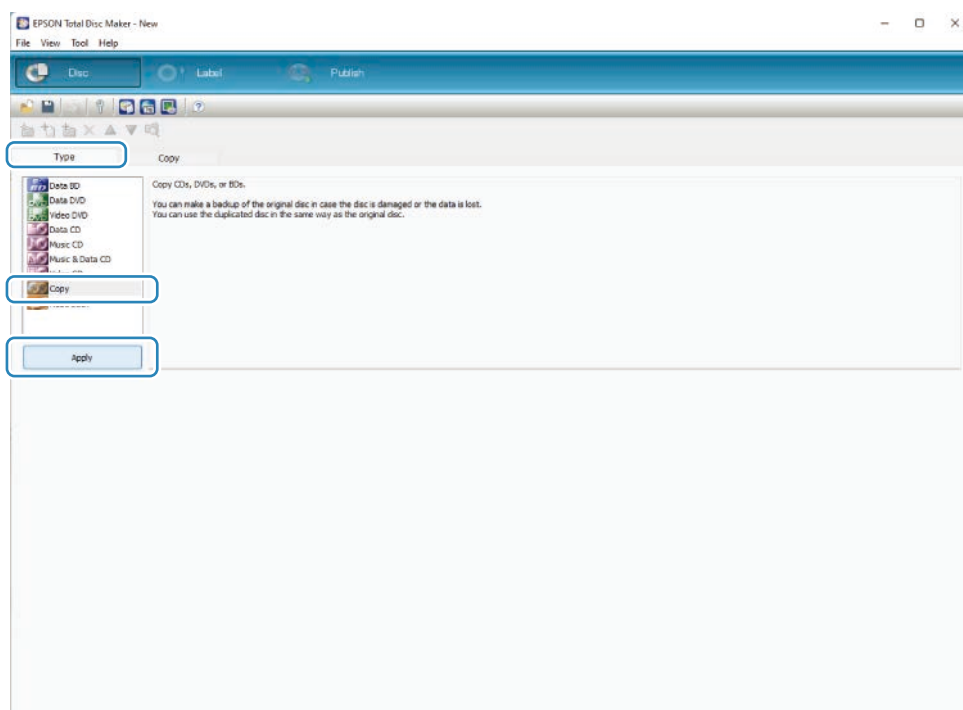 EPSON Total Disc Maker - New
File View Tool Help
Disc Label Publish
Type Copy
Data BD
Data DVD
Video DVD
Data CD
Music CD
Music & Data CD
Copy
Apply
Copy CDs, DVDs, or BDs.
You can make a backup of the original disc in case the disc is damaged or the data is lost.
You can use the duplicated disc in the same way as the original disc.